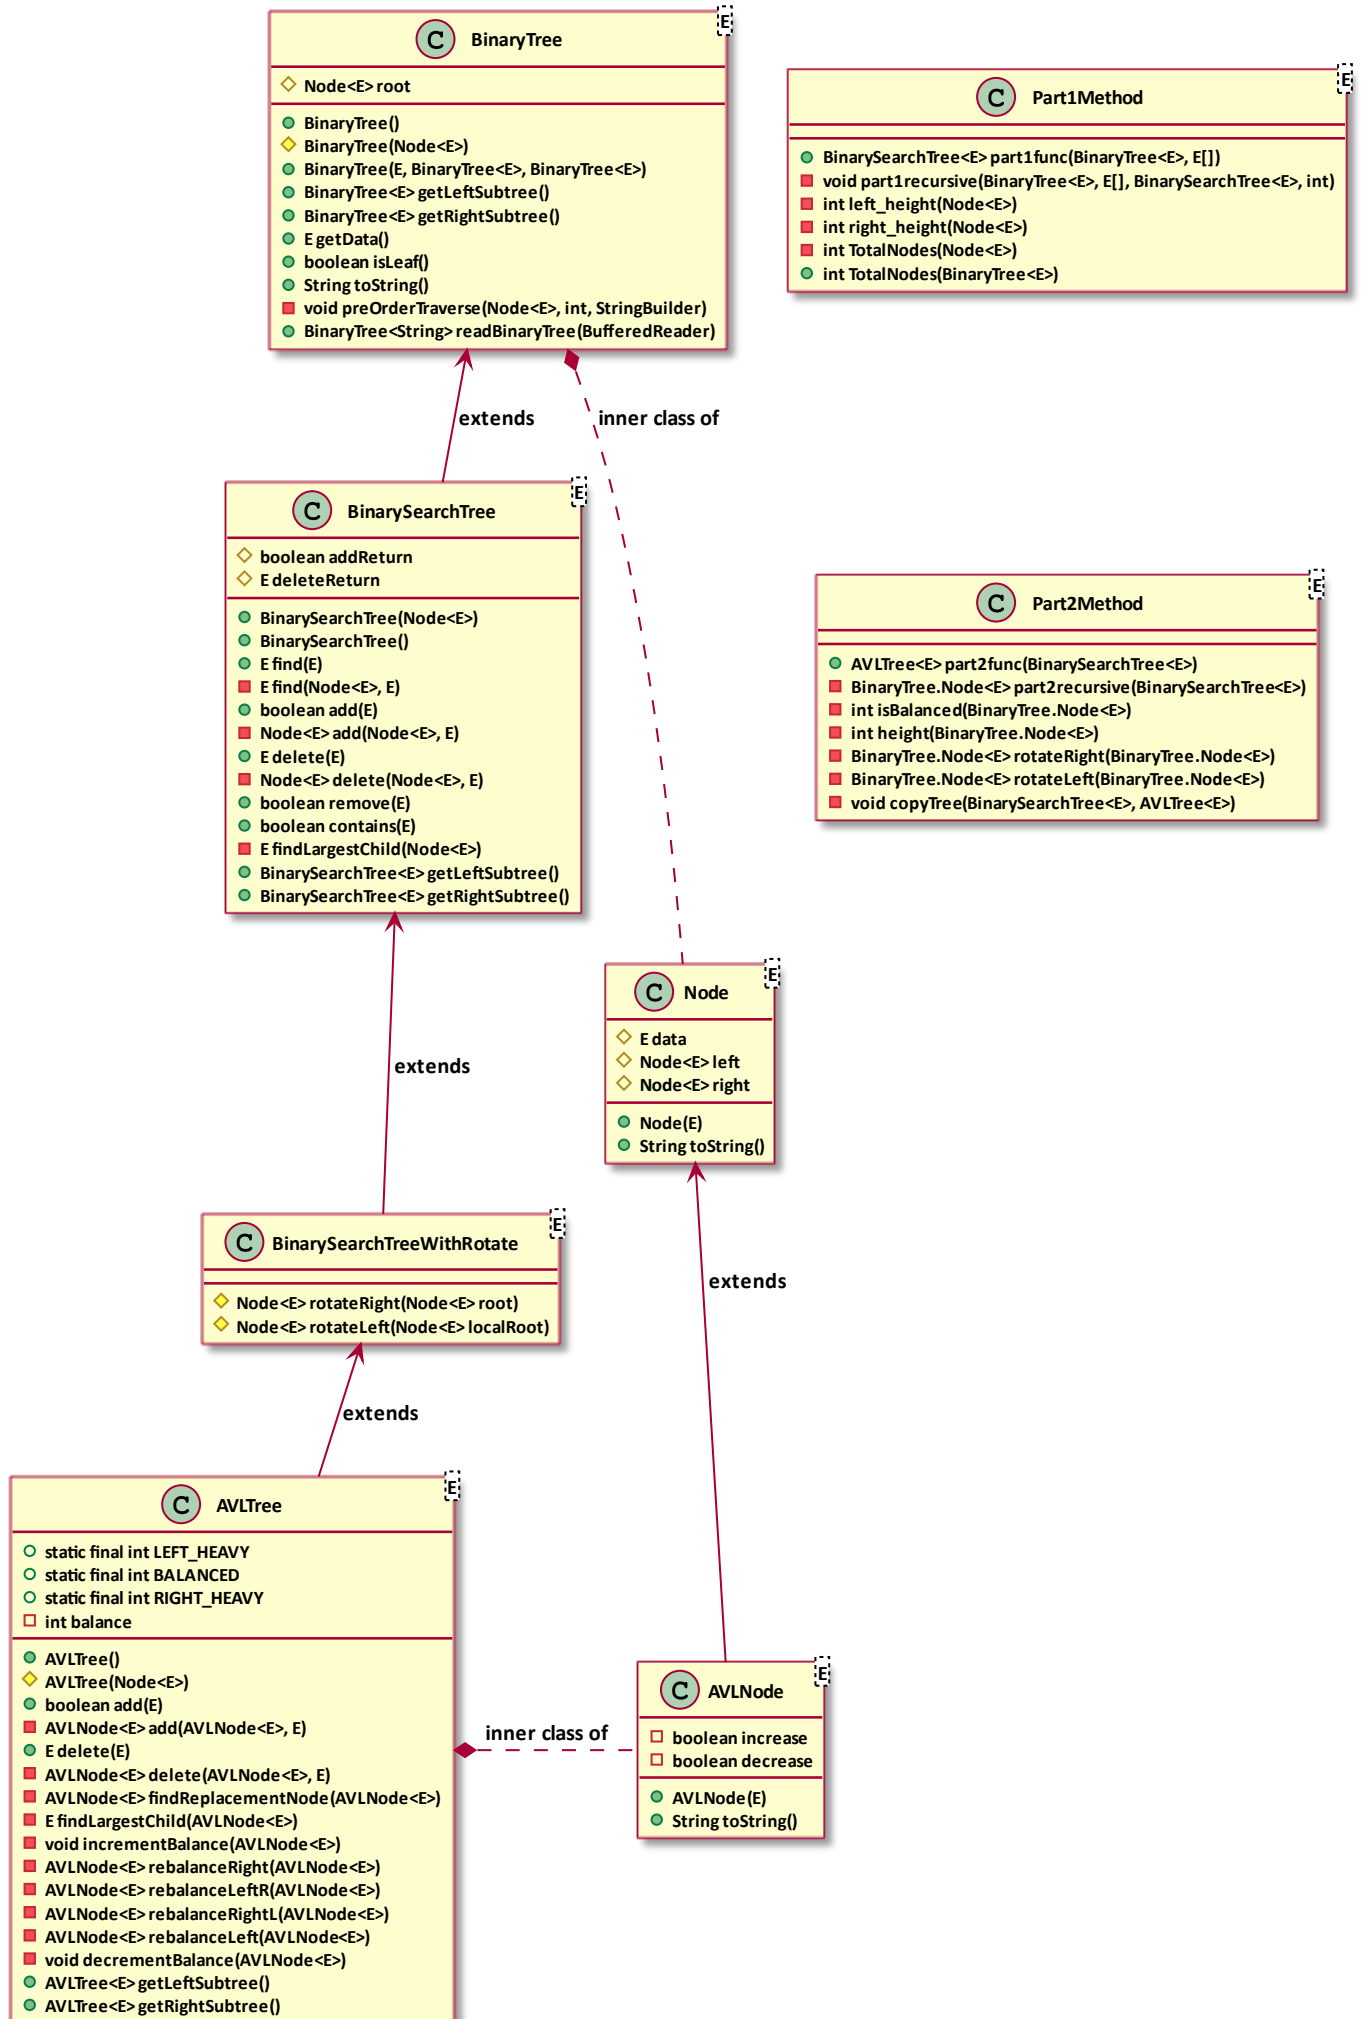 C BinaryTree E
Node<E> root
BinaryTree()
BinaryTree(Node<E>)
BinaryTree(E, BinaryTree<E>, BinaryTree<E>)
BinaryTree<E> getLeftSubtree()
BinaryTree<E> getRightSubtree()
E getData()
boolean isLeaf()
String toString()
void preOrderTraverse(Node<E>, int, StringBuilder)
BinaryTree<String> readBinaryTree(BufferedReader)
C Part1Method E
BinarySearchTree<E> part1func(BinaryTree<E>, E[])
void part1recursive(BinaryTree<E>, E[], BinarySearchTree<E>, int)
int left_height(Node<E>)
int right_height(Node<E>)
int TotalNodes(Node<E>)
int TotalNodes(BinaryTree<E>)
extends
inner class of
C BinarySearchTree E
boolean addReturn
E deleteReturn
BinarySearchTree(Node<E>)
BinarySearchTree()
E find(E)
E find(Node<E>, E)
boolean add(E)
Node<E> add(Node<E>, E)
E delete(E)
Node<E> delete(Node<E>, E)
boolean remove(E)
boolean contains(E)
E findLargestChild(Node<E>)
BinarySearchTree<E> getLeftSubtree()
BinarySearchTree<E> getRightSubtree()
C Part2Method E
AVLTree<E> part2func(BinarySearchTree<E>)
BinaryTree.Node<E> part2recursive(BinarySearchTree<E>)
int isBalanced(BinaryTree.Node<E>)
int height(BinaryTree.Node<E>)
BinaryTree.Node<E> rotateRight(BinaryTree.Node<E>)
BinaryTree.Node<E> rotateLeft(BinaryTree.Node<E>)
void copyTree(BinarySearchTree<E>, AVLTree<E>)
extends
C Node E
E data
Node<E> left
Node<E> right
Node(E)
String toString()
C BinarySearchTreeWithRotate E
Node<E> rotateRight(Node<E> root)
Node<E> rotateLeft(Node<E> localRoot)
extends
extends
C AVLTree E
static final int LEFT_HEAVY
static final int BALANCED
static final int RIGHT_HEAVY
int balance
AVLTree()
AVLTree(Node<E>)
boolean add(E)
AVLNode<E> add(AVLNode<E>, E)
E delete(E)
AVLNode<E> delete(AVLNode<E>, E)
AVLNode<E> findReplacementNode(AVLNode<E>)
E findLargestChild(AVLNode<E>)
void incrementBalance(AVLNode<E>)
AVLNode<E> rebalanceRight(AVLNode<E>)
AVLNode<E> rebalanceLeftR(AVLNode<E>)
AVLNode<E> rebalanceRightL(AVLNode<E>)
AVLNode<E> rebalanceLeft(AVLNode<E>)
void decrementBalance(AVLNode<E>)
AVLTree<E> getLeftSubtree()
AVLTree<E> getRightSubtree()
inner class of
C AVLNode E
boolean increase
boolean decrease
AVLNode(E)
String toString()